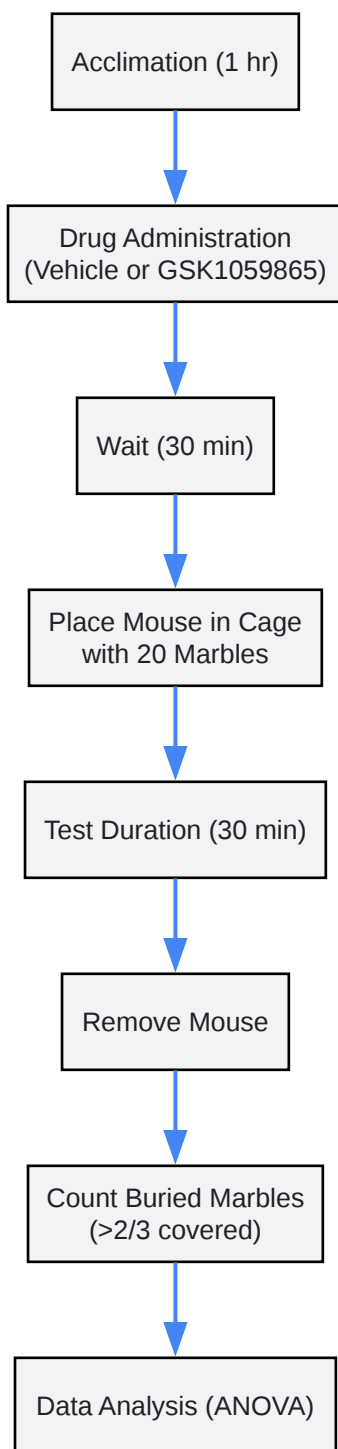 Acclimation (1 hr)
Drug Administration
(Vehicle or GSK1059865)
Wait (30 min)
Place Mouse in Cage
with 20 Marbles
Test Duration (30 min)
Remove Mouse
Count Buried Marbles
(>2/3 covered)
Data Analysis (ANOVA)